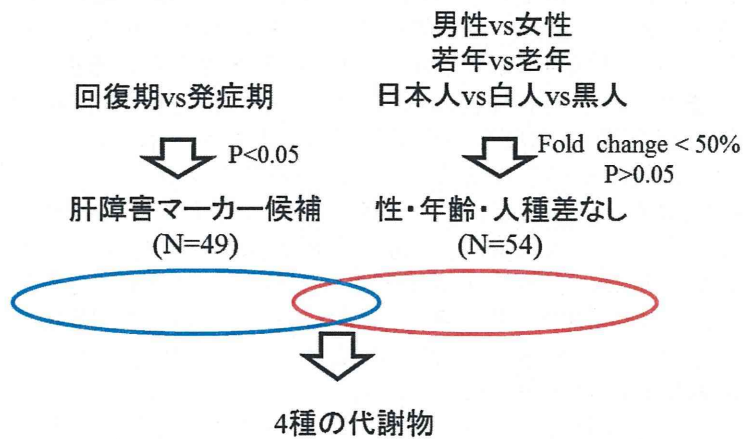 男性vs女性
若年vs老年
日本人vs白人vs黒人
回復期vs発症期
P<0.05
Fold change < 50%
P>0.05
肝障害マーカー候補
(N=49)
性・年齢・人種差なし
(N=54)
4種の代謝物